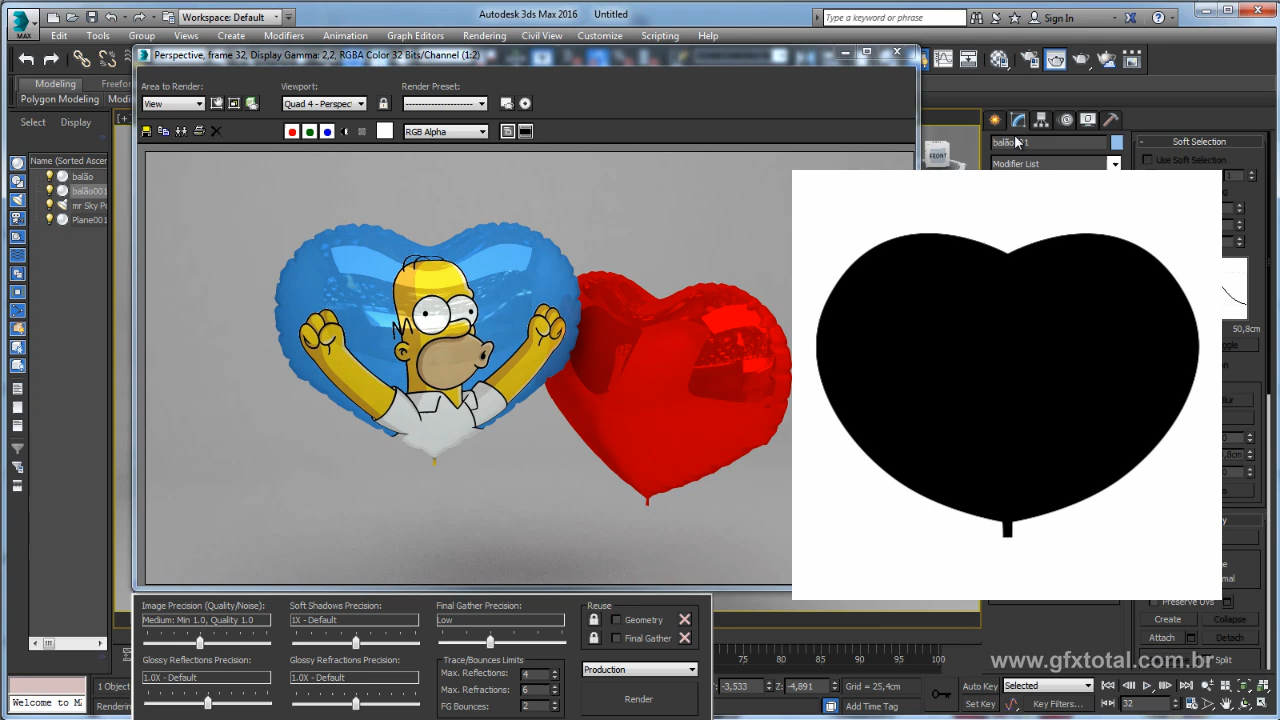 Workspace: Default
Autodesk 3ds Max 2016
Untitled
Type a keyword or phrase
Sign In
MAX
Edit
Tools
Group
Views
Create
Modifiers
Animation
Graph Editors
Rendering
Civil View
Customize
Scripting
Help
Perspective, frame 32, Display Gamma: 2,2, RGBA Color 32 Bits/Channel (1:2)
Modeling
Freeform
Polygon Modeling
Area to Render:
Viewport:
Render Preset:
View
Quad 4 - Perspec
Select
Display
RGB Alpha
FRONT
Modifier List
Soft Selection
Use Soft Selection
Name (Sorted Ascen
balão
balão001
mr Sky Po
Plane001
50,8cm
Preserve UVs
Create
Collapse
Attach
Detach
Split
Image Precision (Quality/Noise):
Medium: Min 1.0, Quality 1.0
Soft Shadows Precision:
1X - Default
Final Gather Precision:
Low
Reuse
Geometry
Final Gather
Glossy Reflections Precision:
1.0X - Default
Glossy Refractions Precision:
1.0X - Default
Trace/Bounces Limits
Max. Reflections: 4
Max. Refractions: 6
FG Bounces: 2
Production
Render
75 80 85 90 95 100
www.gfxtotal.com.br
1 Object
-3,533
Z: -4,891
Grid = 25,4cm
Auto Key
Selected
Welcome to M
Rendering
Add Time Tag
Set Key
Key Filters...
32